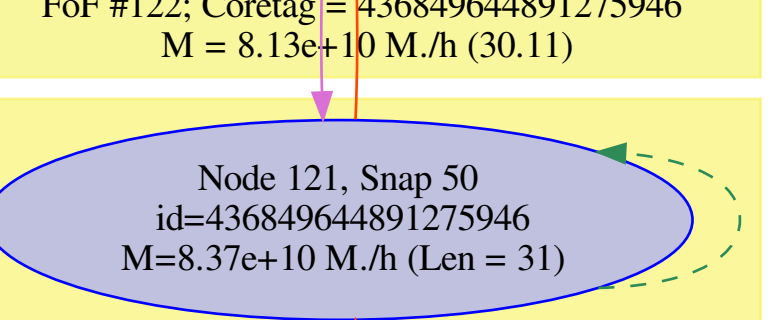 FoF #122; Coretag = 436849644891275946
M = 8.13e+10 M./h (30.11)
Node 121, Snap 50
id=436849644891275946
M=8.37e+10 M./h (Len = 31)